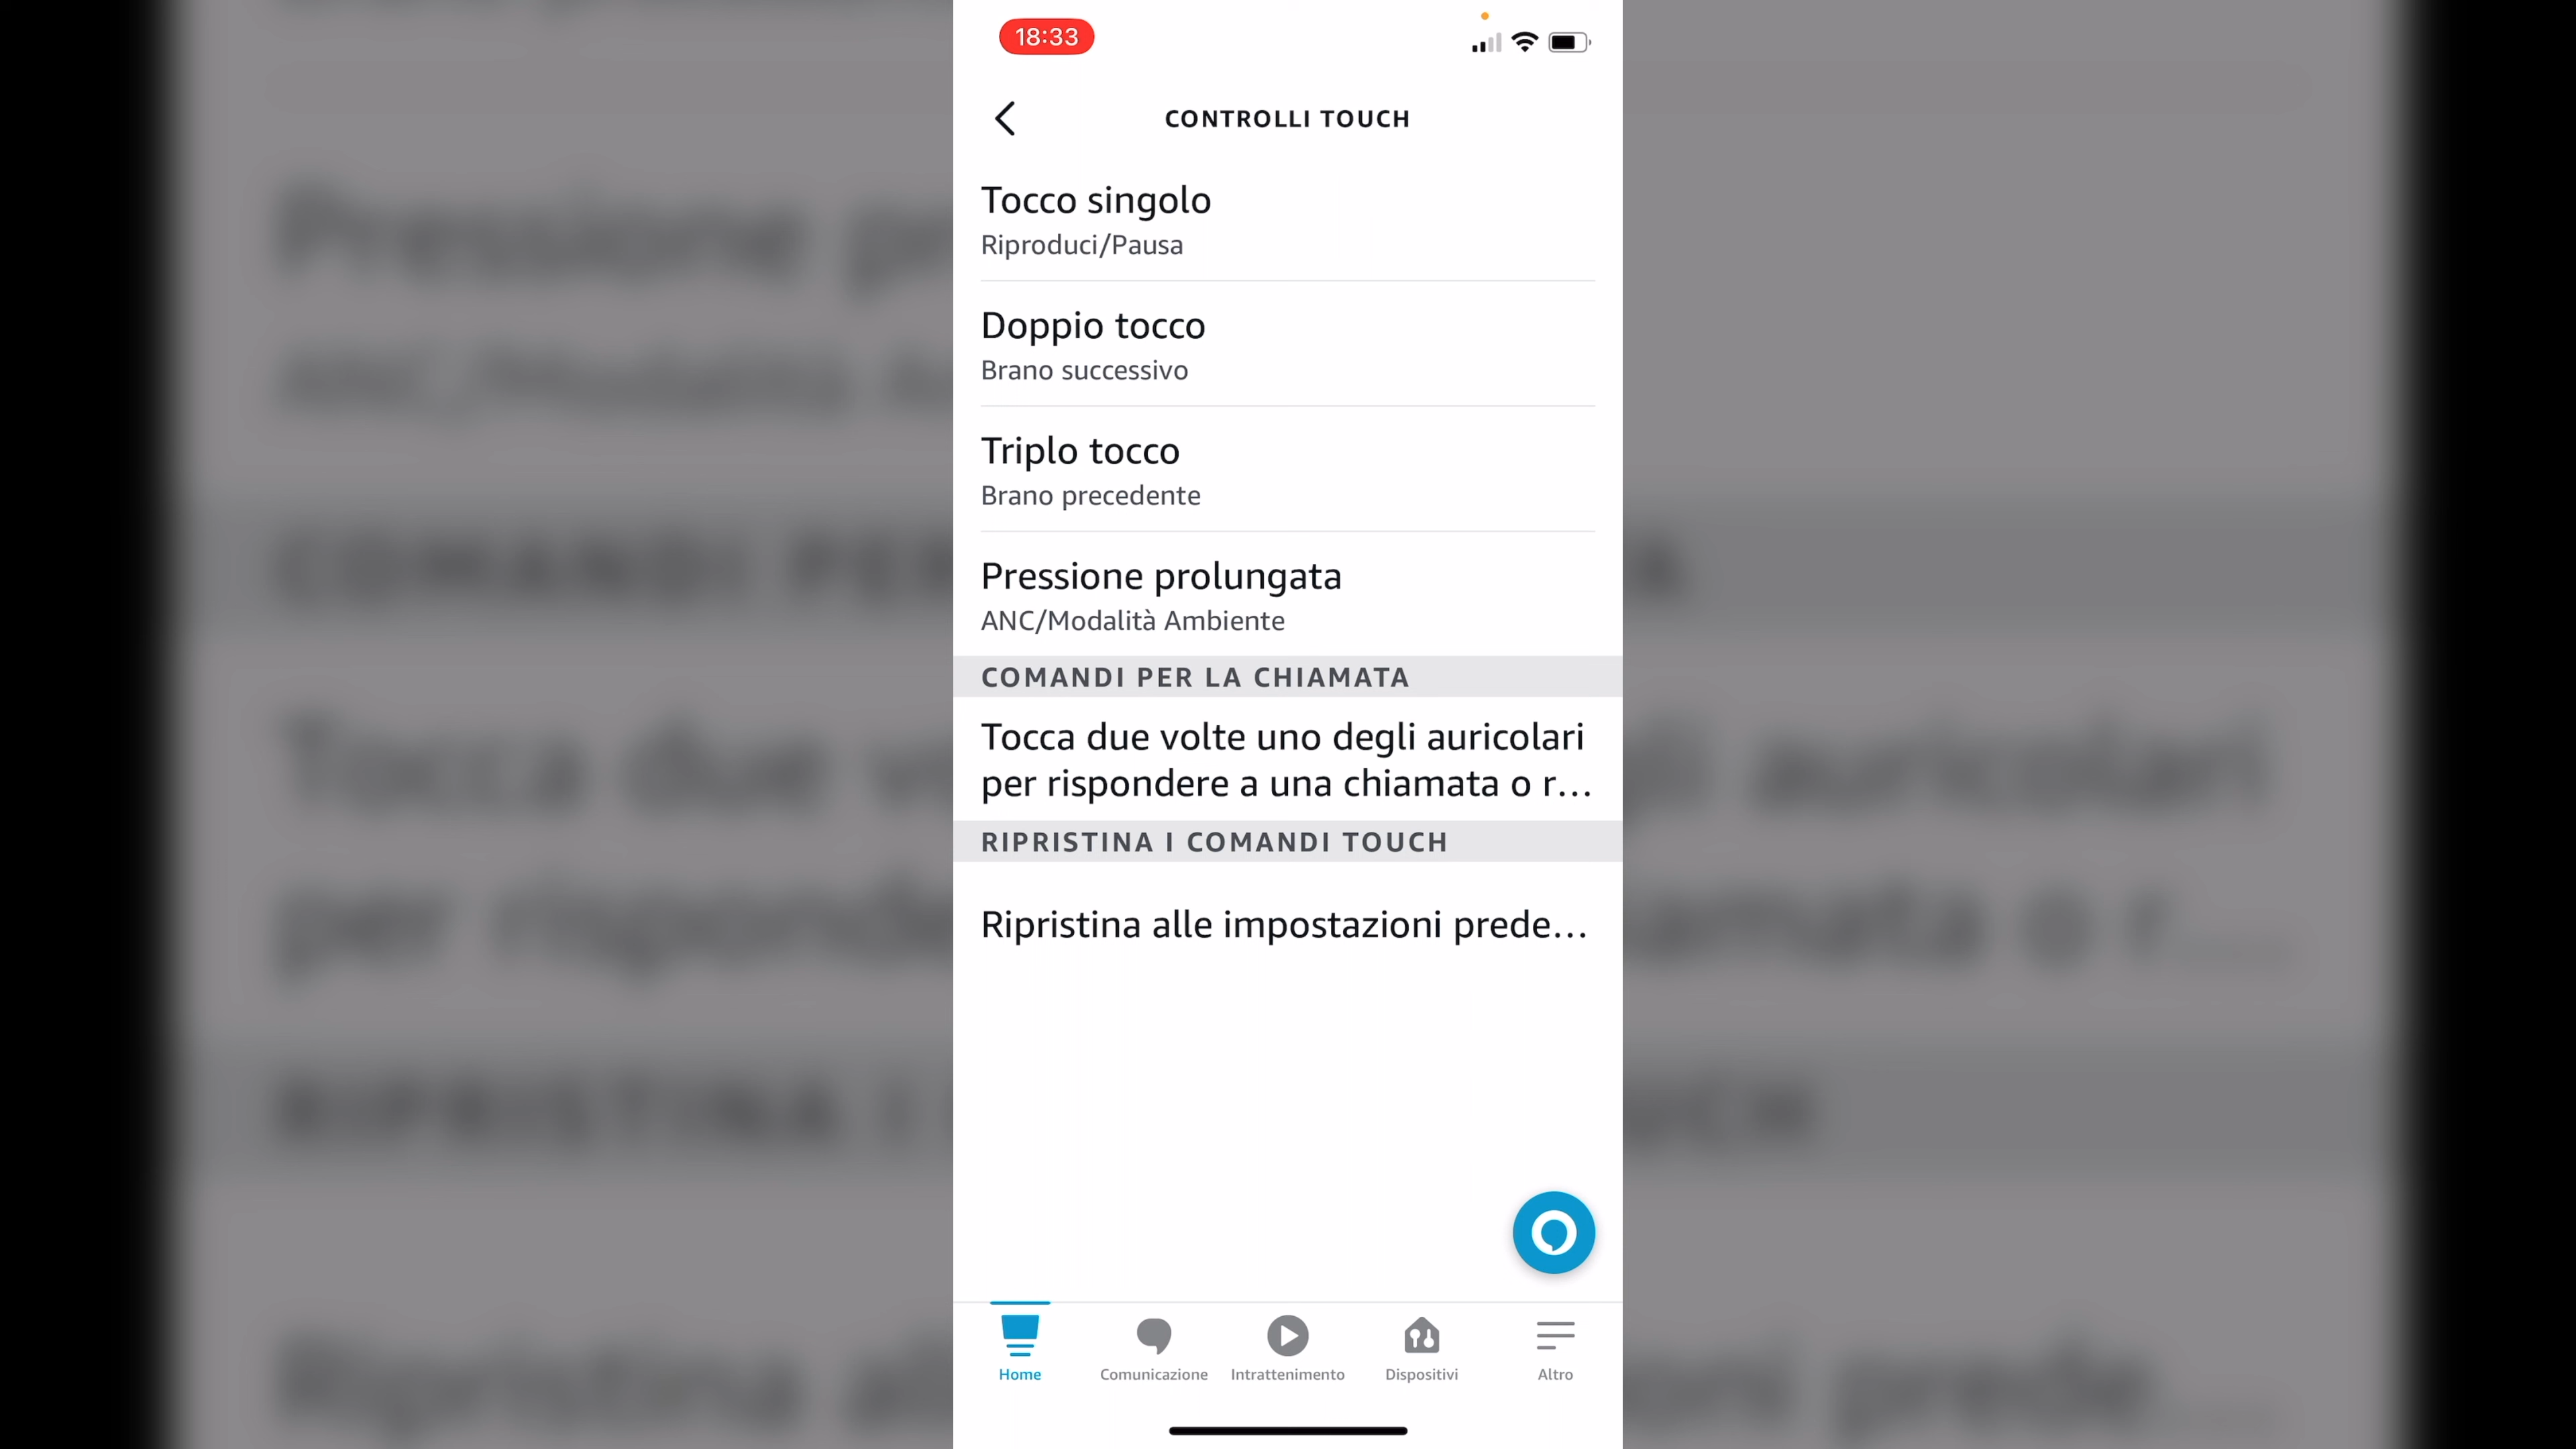 18:33
CONTROLLI TOUCH
Tocco singolo
Riproduci/Pausa
Doppio tocco
Brano successivo
Triplo tocco
Brano precedente
Pressione prolungata
ANC/Modalità Ambiente
COMANDI PER LA CHIAMATA
Tocca due volte uno degli auricolari
per rispondere a una chiamata o r...
RIPRISTINA I COMANDI TOUCH
Ripristina alle impostazioni prede...
Home
Comunicazione
Intrattenimento
Dispositivi
Altro